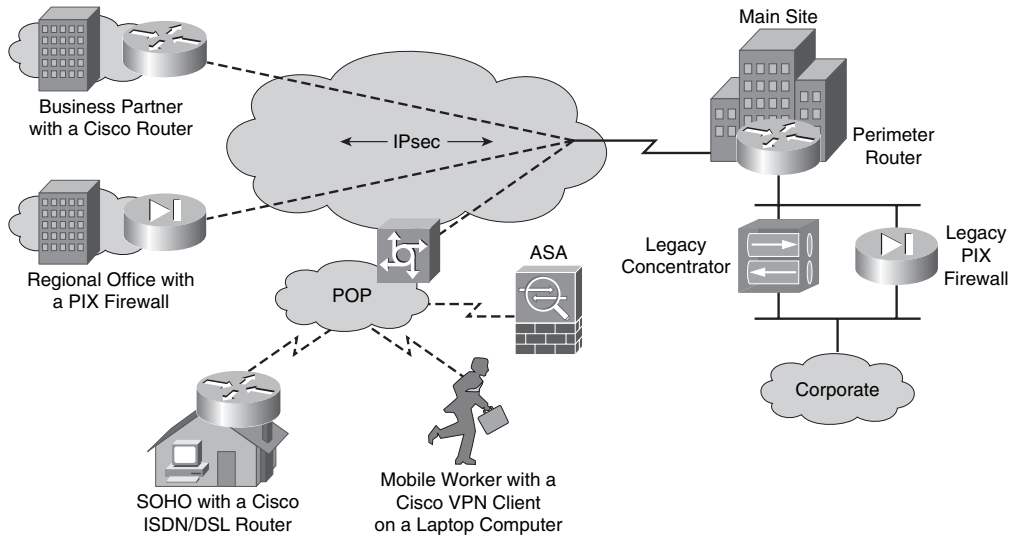 Main Site
Business Partner
with a Cisco Router
IPsec
Perimeter
Router
Regional Office with
a PIX Firewall
Legacy
Concentrator
Legacy
PIX
Firewall
ASA
POP
Corporate
SOHO with a Cisco
ISDN/DSL Router
Mobile Worker with a
Cisco VPN Client
on a Laptop Computer